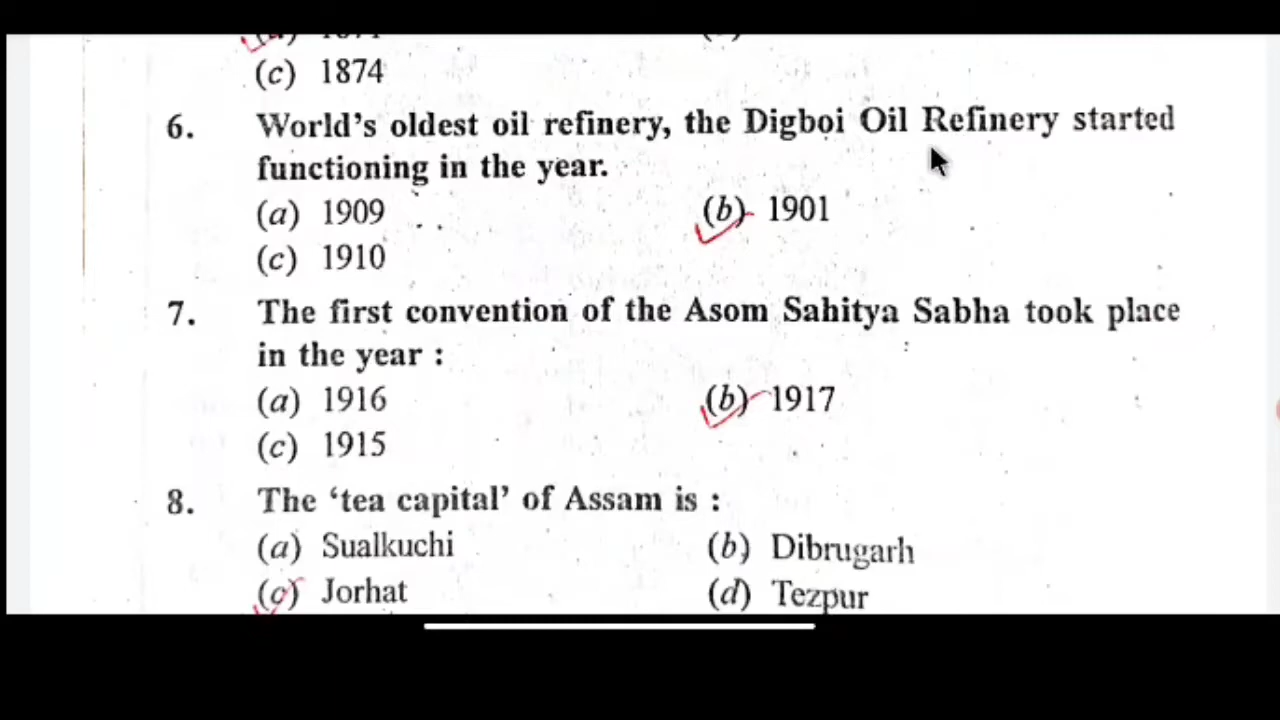 (c) 1874
6. World's oldest oil refinery, the Digboi Oil Refinery started
functioning in the year.
(a) 1909 (b) 1901
(c) 1910
7. The first convention of the Asom Sahitya Sabha took place
in the year :
(a) 1916 (b) 1917
(c) 1915
8. The ‘tea capital’ of Assam is :
(a) Sualkuchi (b) Dibrugarh
(c) Jorhat (d) Tezpur